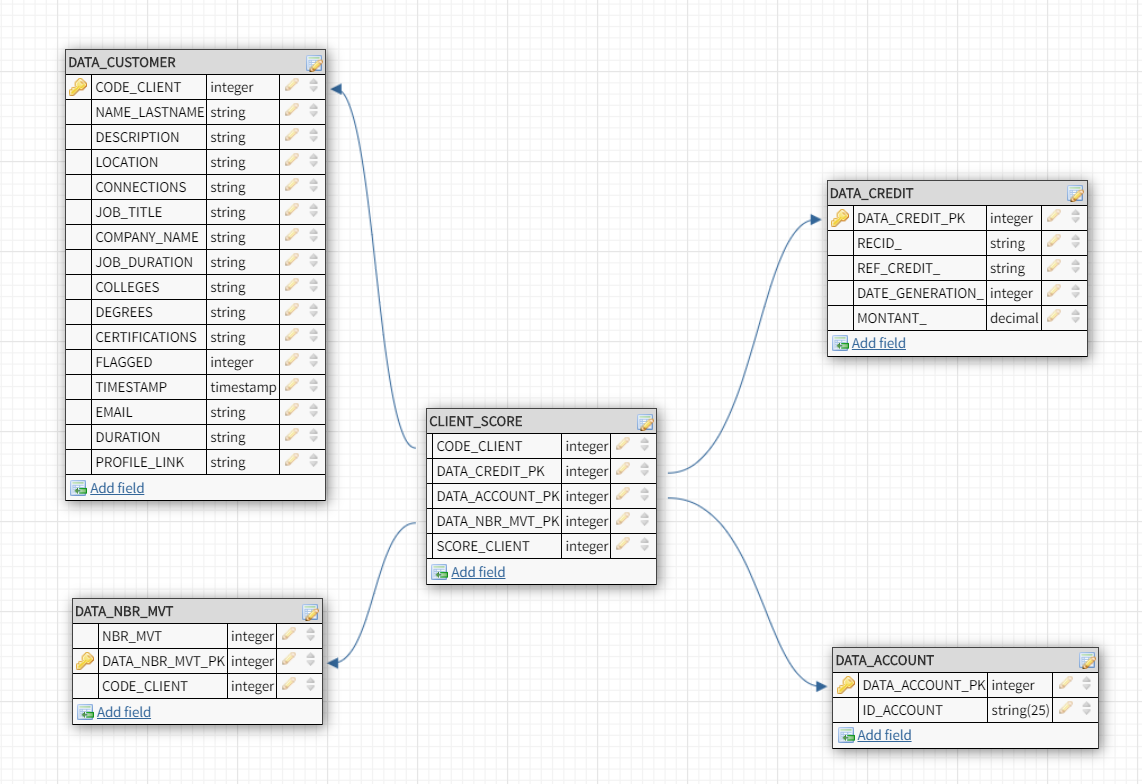 DATA_CUSTOMER
CODE_CLIENT integer
NAME_LASTNAME string
DESCRIPTION string
LOCATION string
CONNECTIONS string
JOB_TITLE string
COMPANY_NAME string
JOB_DURATION string
COLLEGES string
DEGREES string
CERTIFICATIONS string
FLAGGED integer
TIMESTAMP timestamp
EMAIL string
DURATION string
PROFILE_LINK string
Add field
DATA_CREDIT
DATA_CREDIT_PK integer
RECID_ string
REF_CREDIT_ string
DATE_GENERATION_ integer
MONTANT_ decimal
Add field
CLIENT_SCORE
CODE_CLIENT integer
DATA_CREDIT_PK integer
DATA_ACCOUNT_PK integer
DATA_NBR_MVT_PK integer
SCORE_CLIENT integer
Add field
DATA_NBR_MVT
NBR_MVT integer
DATA_NBR_MVT_PK integer
CODE_CLIENT integer
Add field
DATA_ACCOUNT
DATA_ACCOUNT_PK integer
ID_ACCOUNT string(25)
Add field